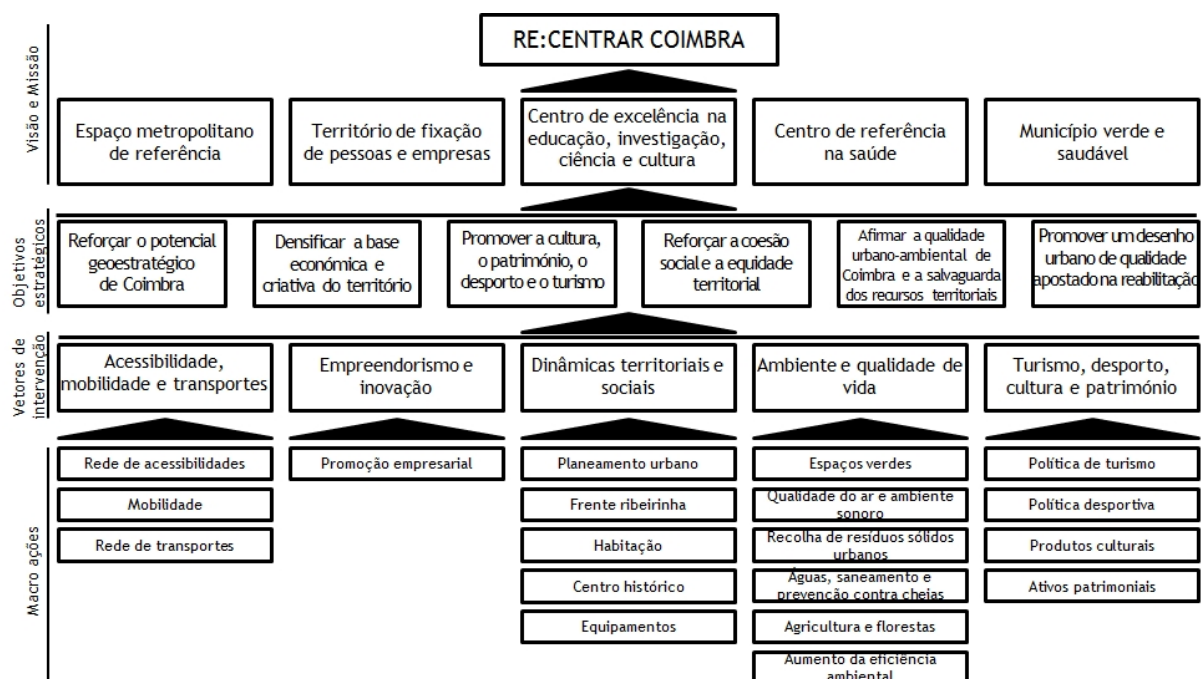 RE:CENTRAR COIMBRA
Visão e Missão
Espaço metropolitano
de referência
Território de fixação
de pessoas e empresas
Centro de excelência na
educação, investigação,
ciência e cultura
Centro de referência
na saúde
Município verde e
saudável
Objetivos
estratégicos
Reforçar o potencial
geoestratégico
de Coimbra
Densificar a base
económica e
criativa do território
Promover a cultura,
o património, o
desporto e o turismo
Reforçar a coesão
social e a equidade
territorial
Afirmar a qualidade
urbano-ambiental de
Coimbra e a salvaguarda
dos recursos territoriais
Promover um desenho
urbano de qualidade
apostado na reabilitação
Vetores de
intervenção
Acessibilidade,
mobilidade e transportes
Empreendorismo e
inovação
Dinâmicas territoriais e
sociais
Ambiente e qualidade de
vida
Turismo, desporto,
cultura e património
Macro ações
Rede de acessibilidades
Mobilidade
Rede de transportes
Promoção empresarial
Planeamento urbano
Frente ribeirinha
Habitação
Centro histórico
Equipamentos
Espaços verdes
Qualidade do ar e ambiente
sonoro
Recolha de resíduos sólidos
urbanos
Águas, saneamento e
prevenção contra cheias
Agricultura e florestas
Aumento da eficiência
ambiental
Política de turismo
Política desportiva
Produtos culturais
Ativos patrimoniais